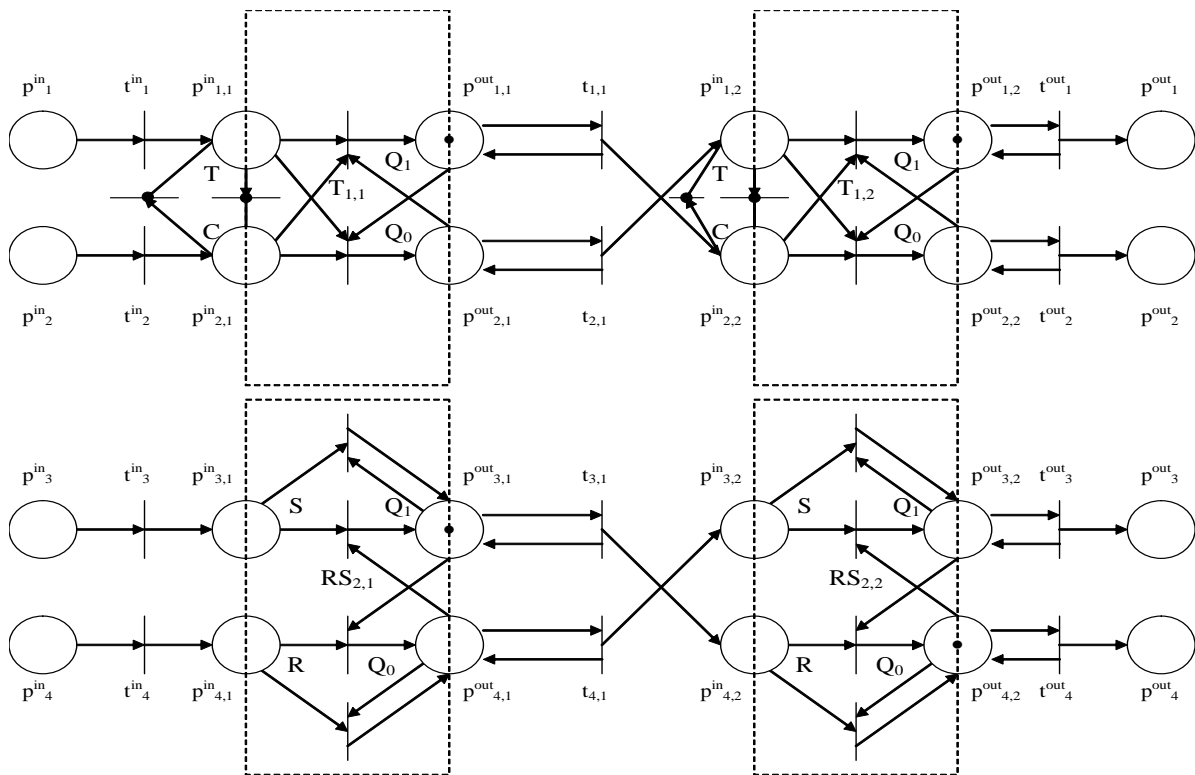 p^in_1 t^in_1 p^in_1,1 p^out_1,1 t_1,1 p^in_1,2 p^out_1,2 t^out_1 p^out_1
T T_1,1 Q_1 T T_1,2 Q_1
C Q_0 C Q_0
p^in_2 t^in_2 p^in_2,1 p^out_2,1 t_2,1 p^in_2,2 p^out_2,2 t^out_2 p^out_2
p^in_3 t^in_3 p^in_3,1 p^out_3,1 t_3,1 p^in_3,2 p^out_3,2 t^out_3 p^out_3
S Q_1 S Q_1
RS_2,1 RS_2,2
R Q_0 R Q_0
p^in_4 t^in_4 p^in_4,1 p^out_4,1 t_4,1 p^in_4,2 p^out_4,2 t^out_4 p^out_4